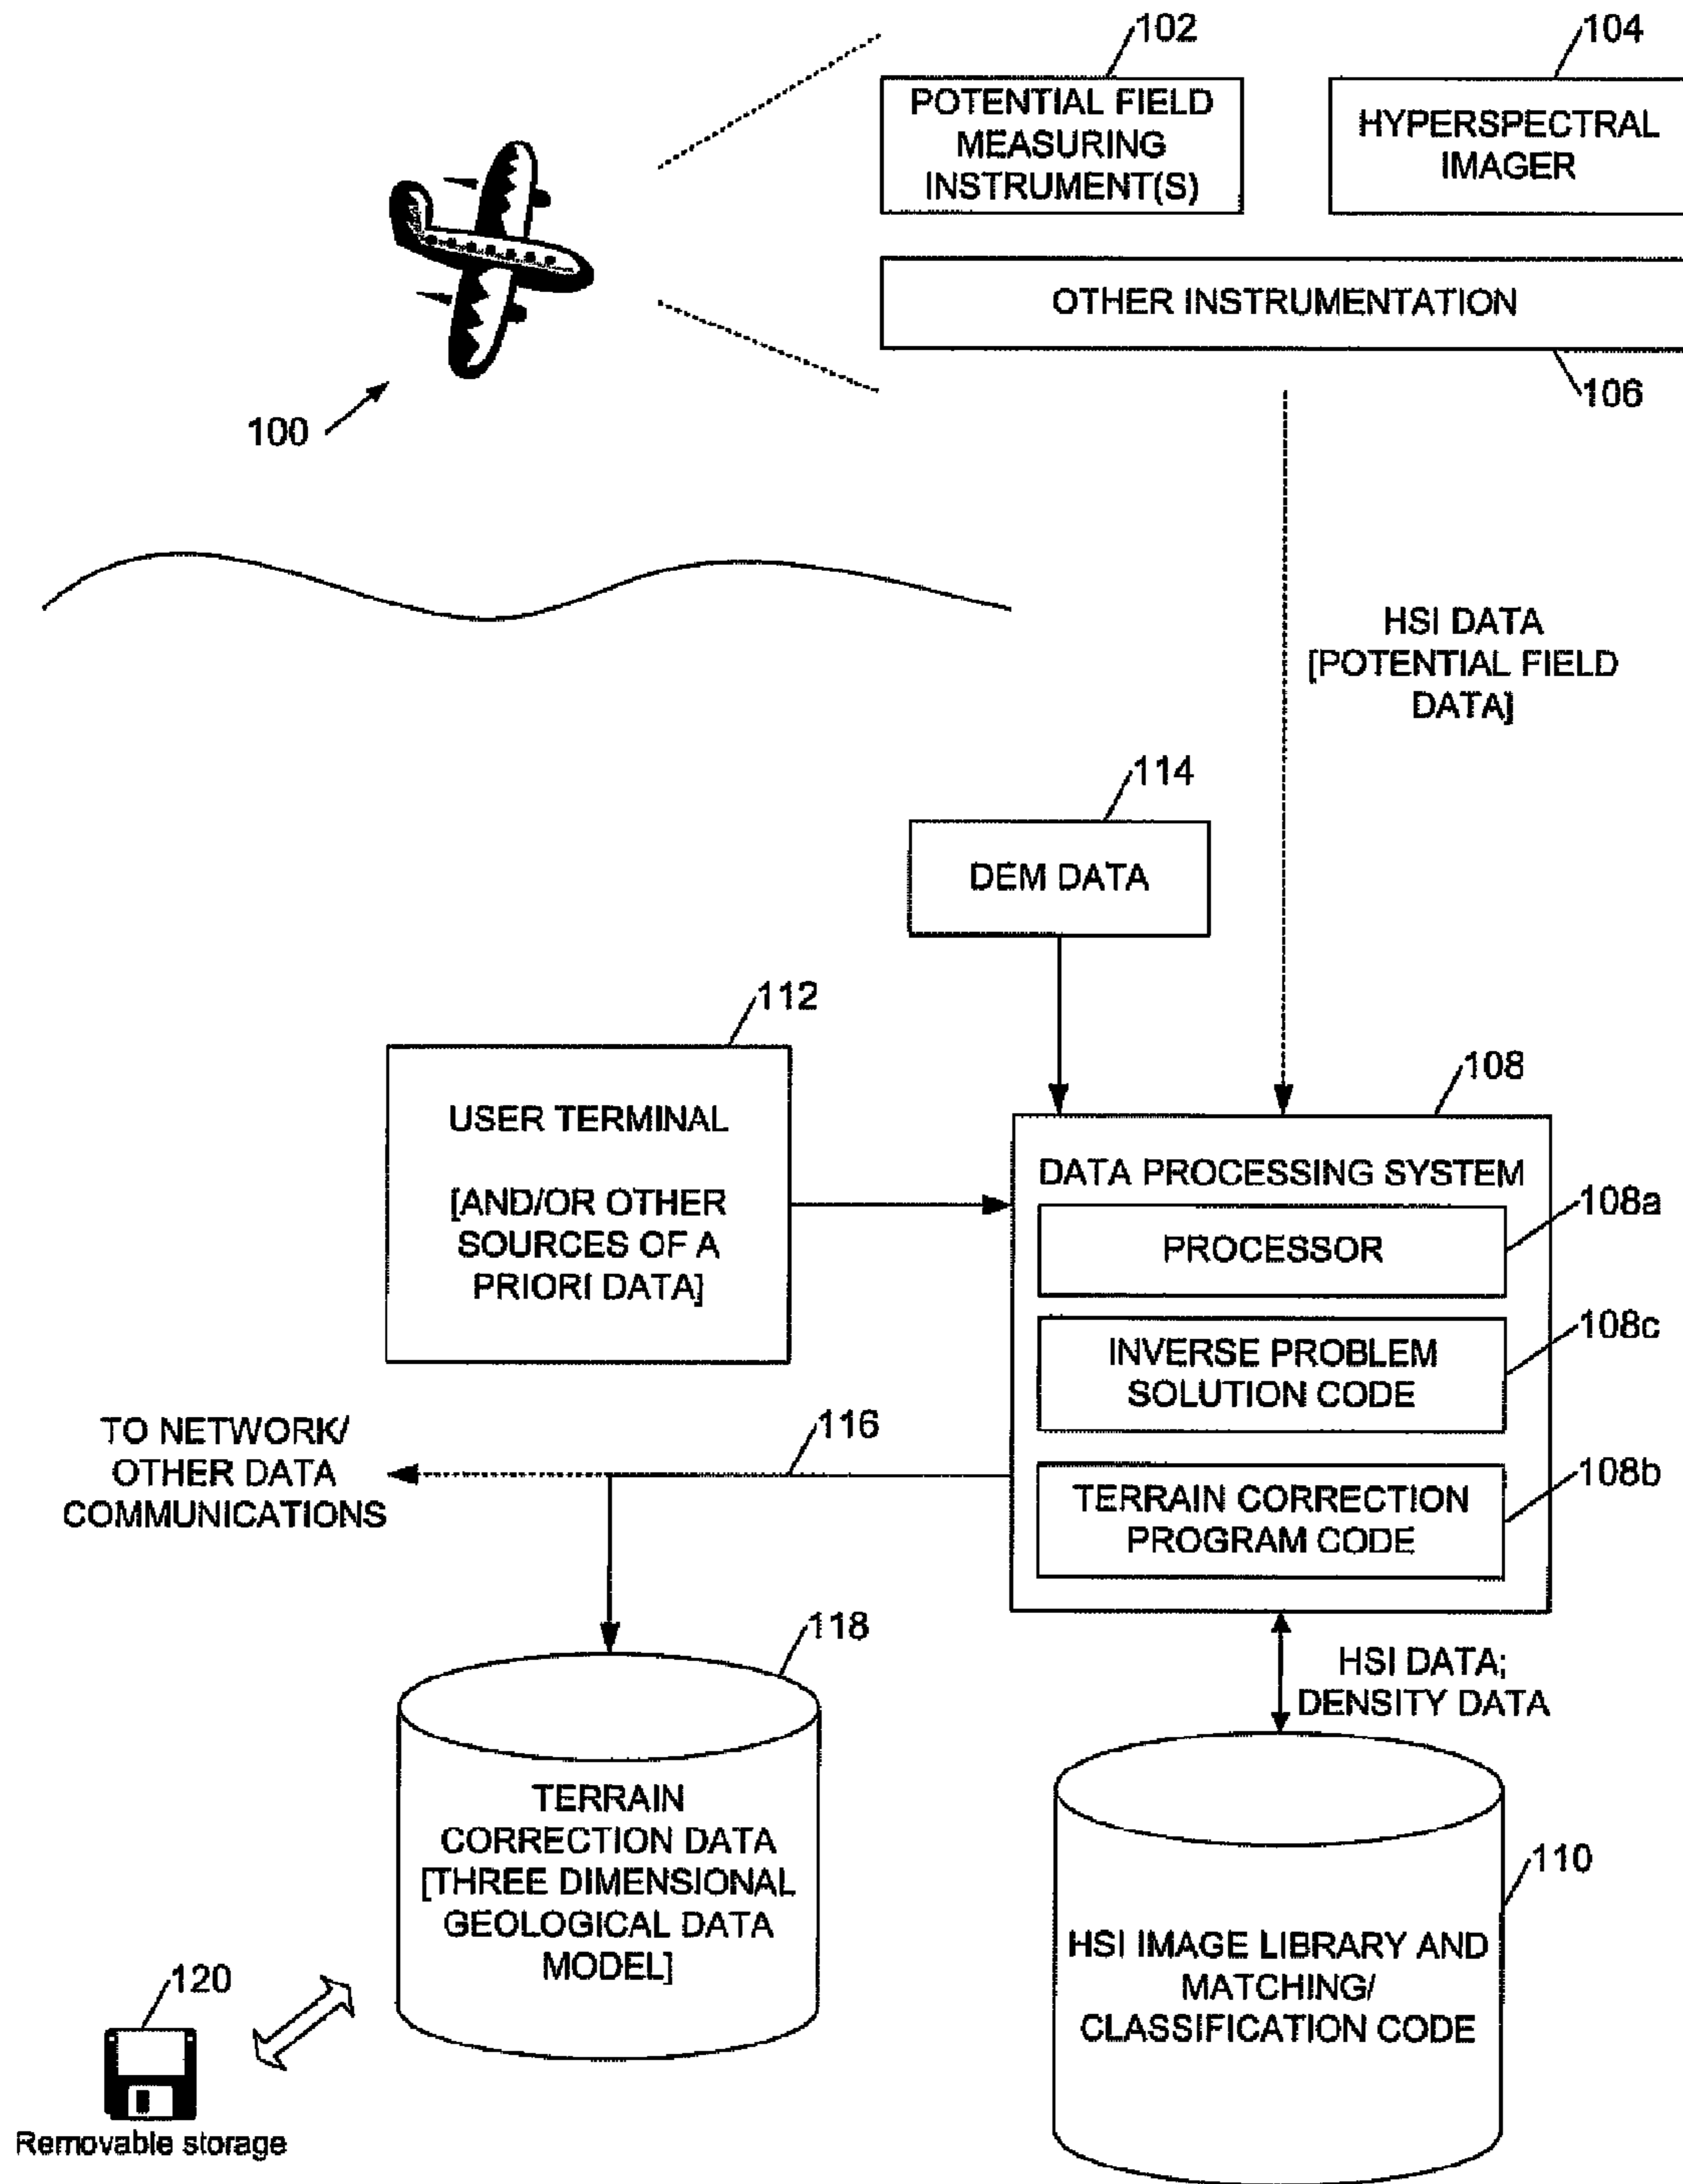 102
104
POTENTIAL FIELD
MEASURING
INSTRUMENT(S)
HYPERSPECTRAL
IMAGER
OTHER INSTRUMENTATION
106
100
HSI DATA
[POTENTIAL FIELD
DATA]
114
DEM DATA
112
USER TERMINAL
[AND/OR OTHER
SOURCES OF A
PRIORI DATA]
108
DATA PROCESSING SYSTEM
108a
PROCESSOR
108c
INVERSE PROBLEM
SOLUTION CODE
108b
TERRAIN CORRECTION
PROGRAM CODE
116
TO NETWORK/
OTHER DATA
COMMUNICATIONS
118
HSI DATA;
DENSITY DATA
TERRAIN
CORRECTION DATA
[THREE DIMENSIONAL
GEOLOGICAL DATA
MODEL]
110
HSI IMAGE LIBRARY AND
MATCHING/
CLASSIFICATION CODE
120
Removable storage